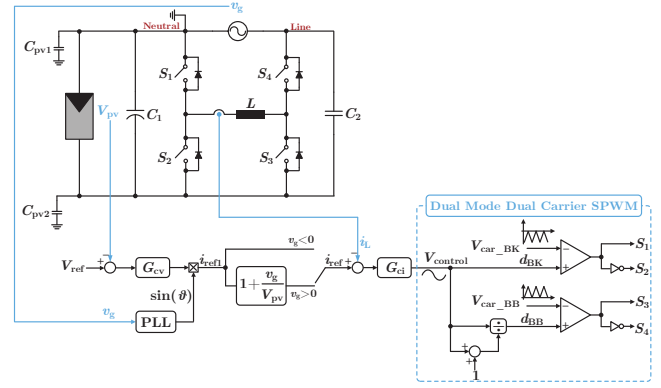 v_g
Neutral
Line
C_pv1
S_1
S_4
V_pv
C_1
L
C_2
S_2
S_3
C_pv2
i_L
Dual Mode Dual Carrier SPWM
V_ref
+
−
G_cv
i_ref1
v_g<0
1+ v_g/V_pv
v_g>0
i_ref
+
−
G_ci
V_control
V_car_BK
d_BK
−
+
S_1
S_2
sin(ϑ)
v_g
PLL
V_car_BB
d_BB
÷
−
+
S_3
S_4
+
+
1